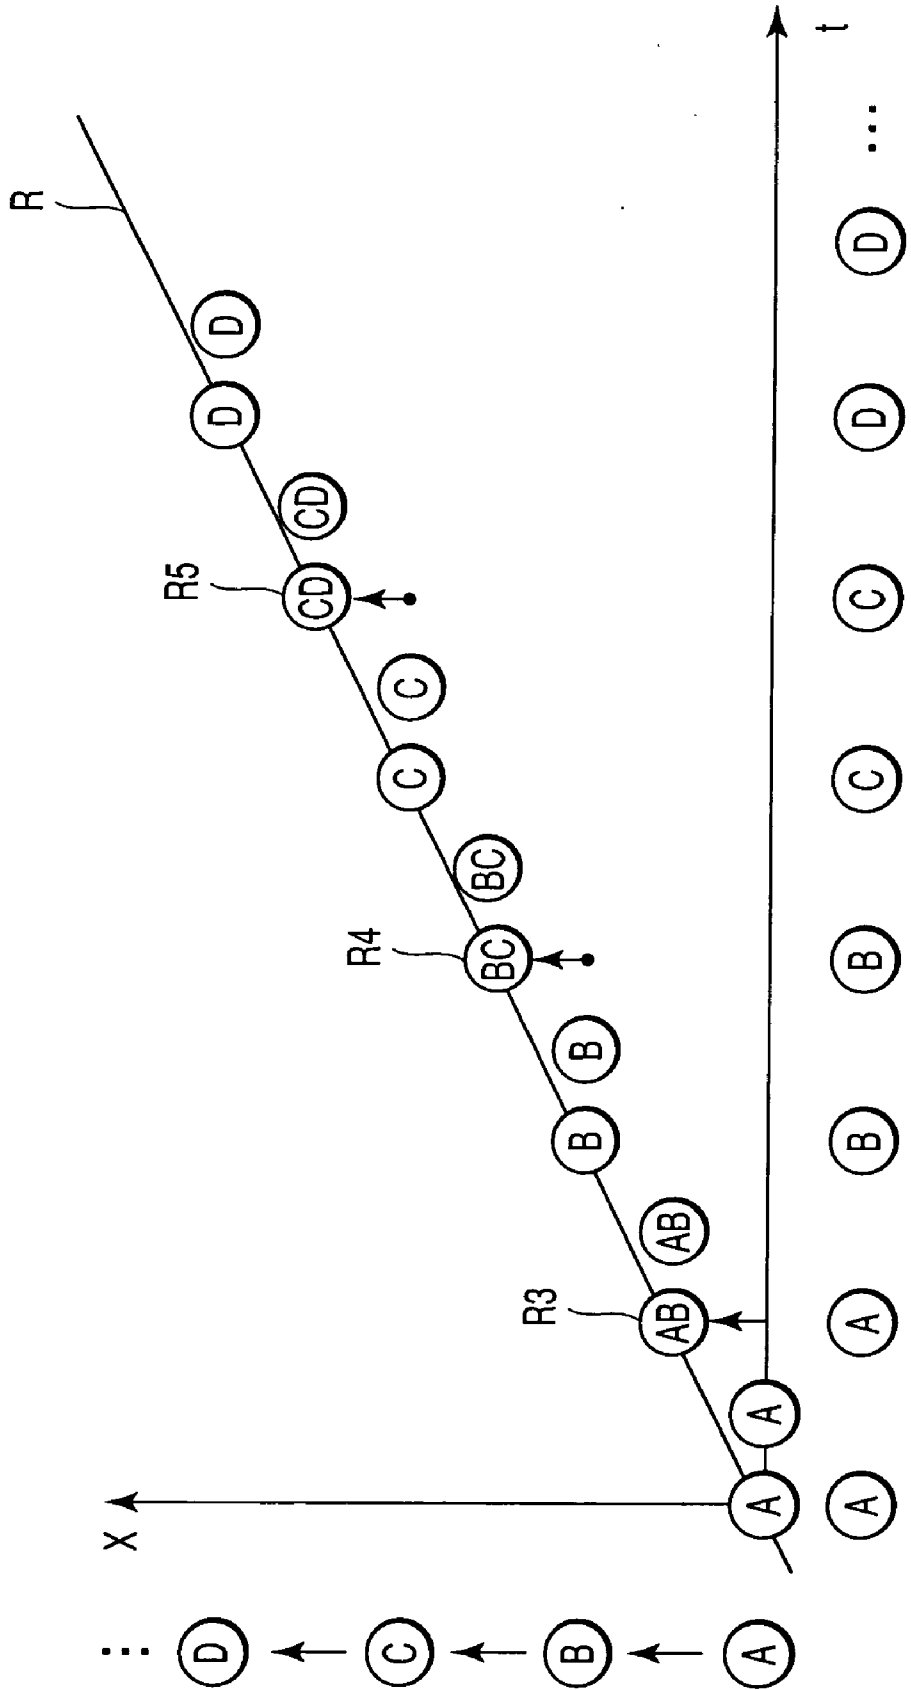 R
⋮ X
R5
D D D
CD CD
R4
C C C
BC BC
R3
B B B
AB AB
A A A
t
A A B B C C D D ...